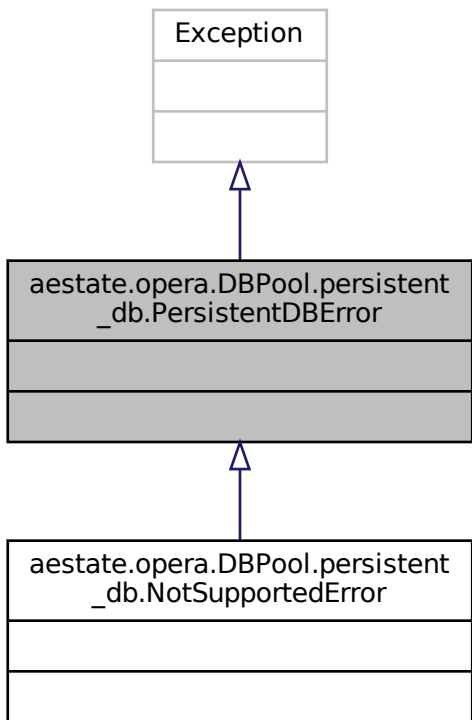 Exception
aestate.opera.DBPool.persistent
_db.PersistentDBError
aestate.opera.DBPool.persistent
_db.NotSupportedError